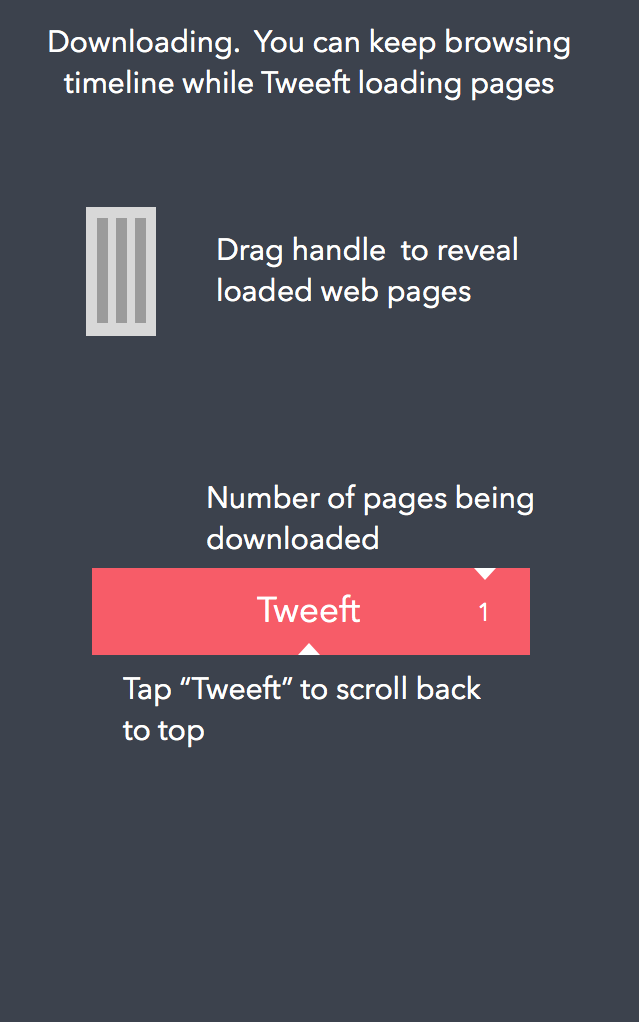 Downloading.  You can keep browsing
timeline while Tweeft loading pages
Drag handle  to reveal
loaded web pages
Number of pages being
downloaded
Tweeft 1
Tap “Tweeft” to scroll back
to top